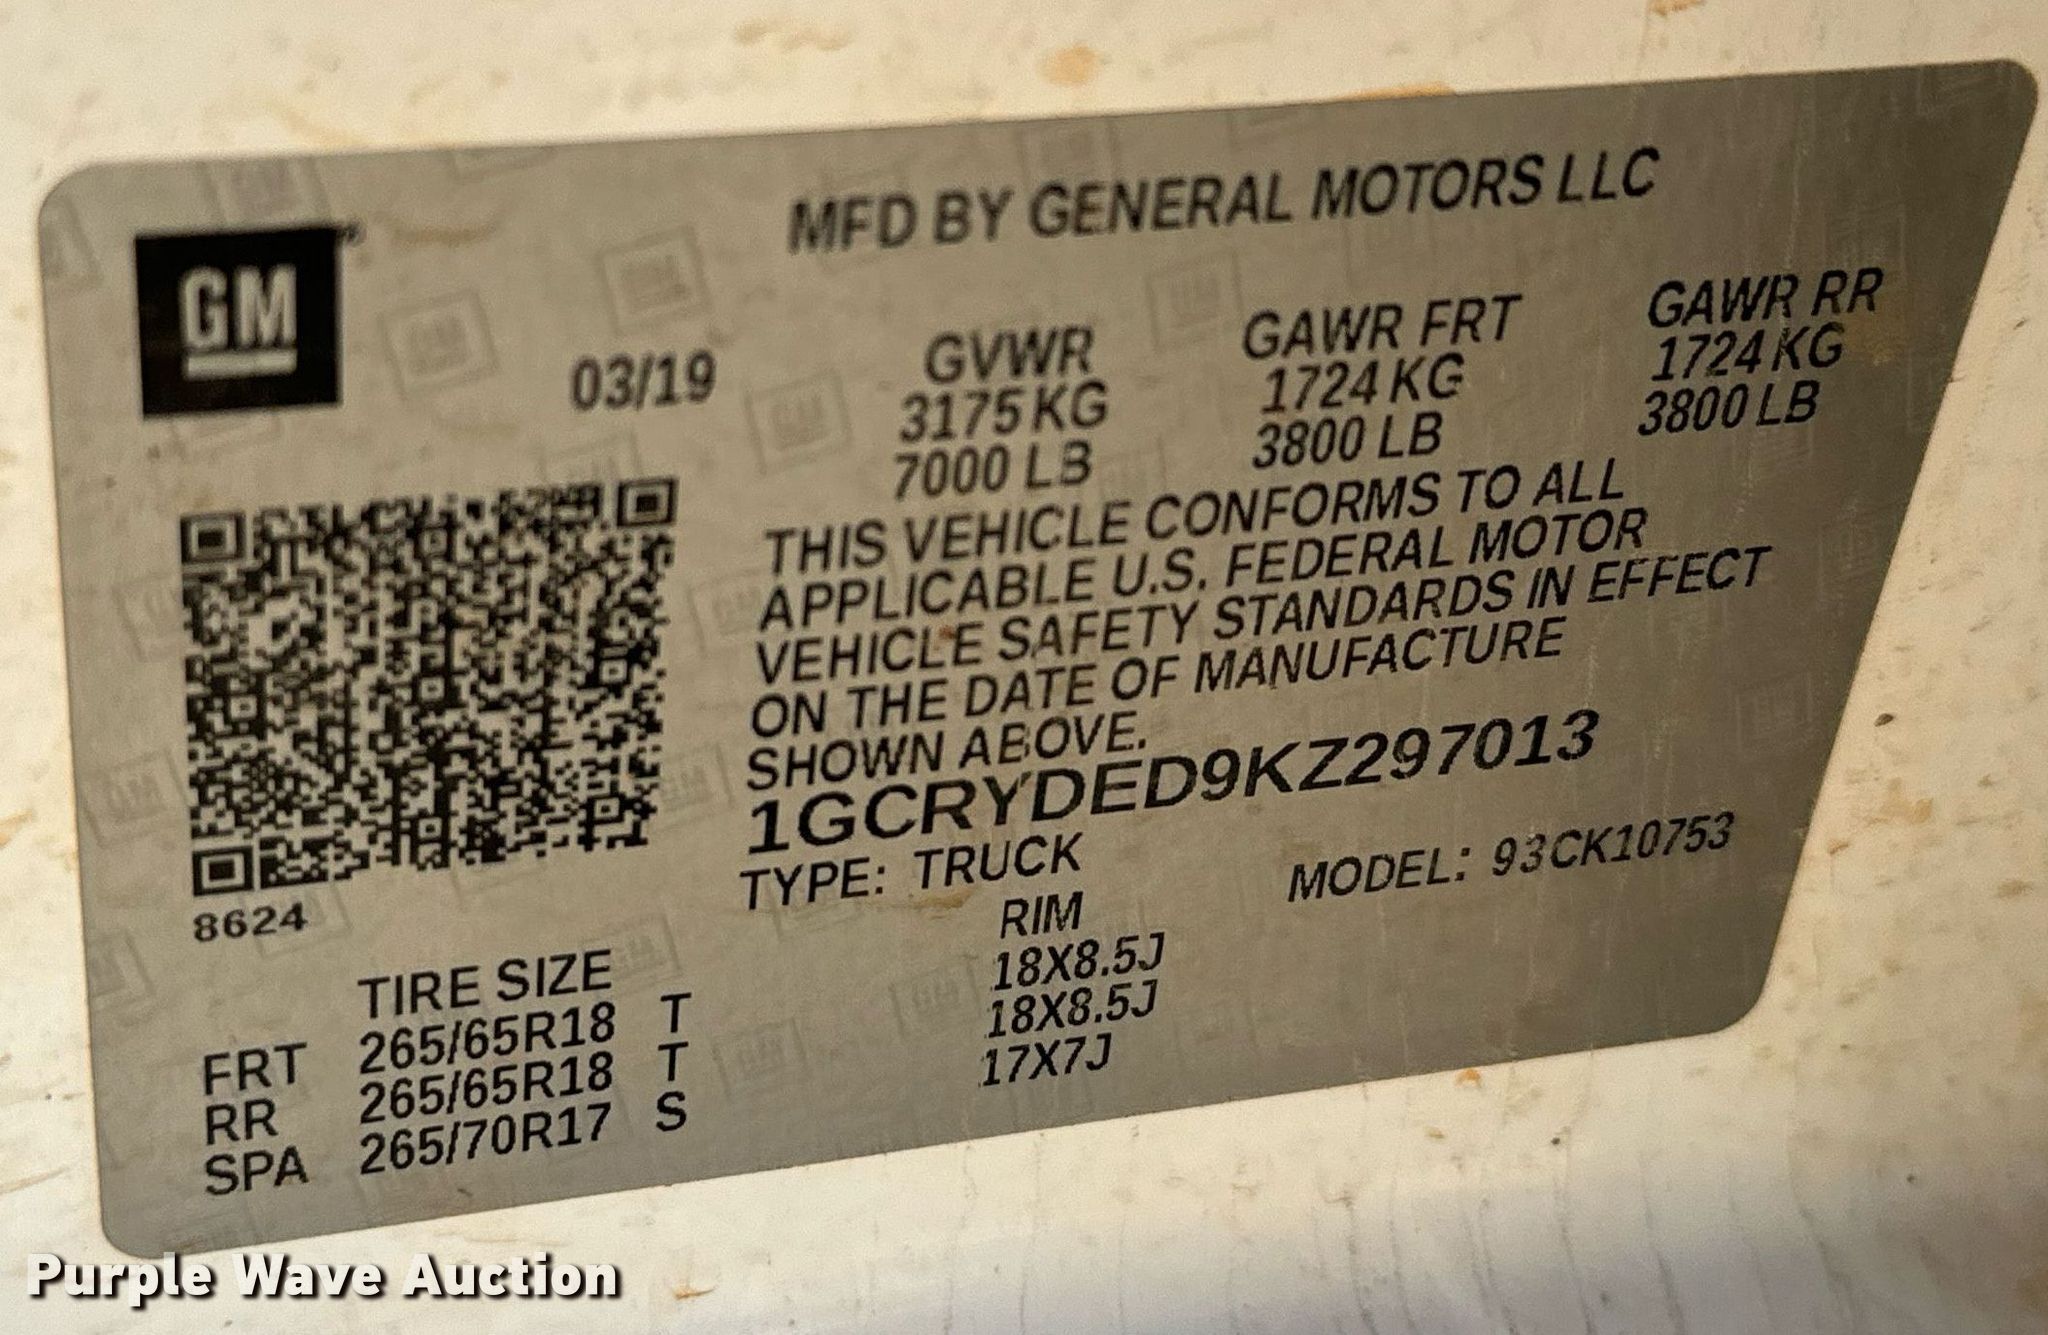 MFD BY GENERAL MOTORS LLC
GM
03/19
GVWR GAWR FRT GAWR RR
3175 KG 1724 KG 1724 KG
7000 LB 3800 LB 3800 LB
THIS VEHICLE CONFORMS TO ALL
APPLICABLE U.S. FEDERAL MOTOR
VEHICLE SAFETY STANDARDS IN EFFECT
ON THE DATE OF MANUFACTURE
SHOWN ABOVE.
1GCRYDED9KZ297013
TYPE: TRUCK MODEL: 93CK10753
8624
TIRE SIZE RIM
FRT 265/65R18 T 18X8.5J
RR 265/65R18 T 18X8.5J
SPA 265/70R17 S 17X7J
Purple Wave Auction